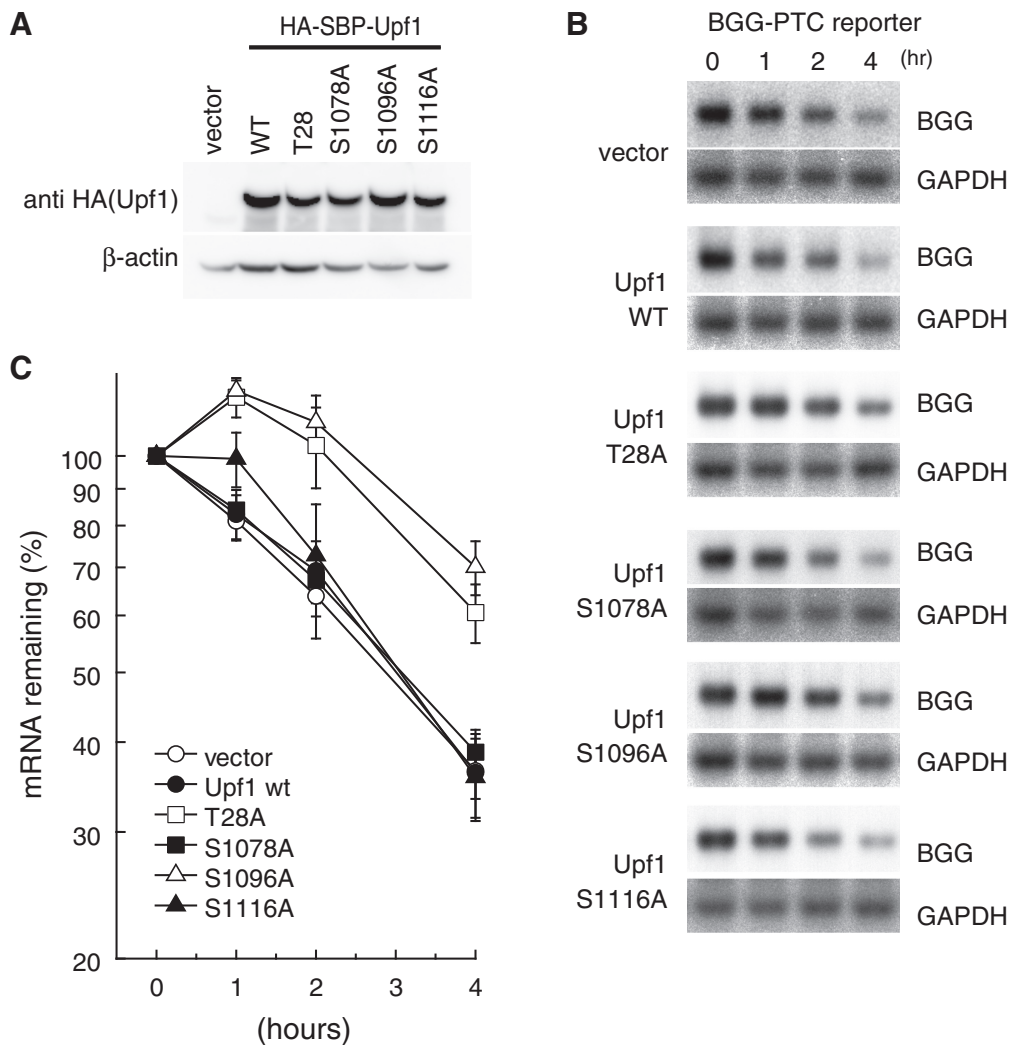 A
HA-SBP-Upf1
vector
WT
T28
S1078A
S1096A
S1116A
anti HA(Upf1)
β-actin
B
BGG-PTC reporter
0 1 2 4 (hr)
vector
BGG
GAPDH
Upf1
WT
BGG
GAPDH
Upf1
T28A
BGG
GAPDH
Upf1
S1078A
BGG
GAPDH
Upf1
S1096A
BGG
GAPDH
Upf1
S1116A
BGG
GAPDH
C
mRNA remaining (%)
100
90
80
70
60
50
40
30
20
vector
Upf1 wt
T28A
S1078A
S1096A
S1116A
0 1 2 3 4
(hours)